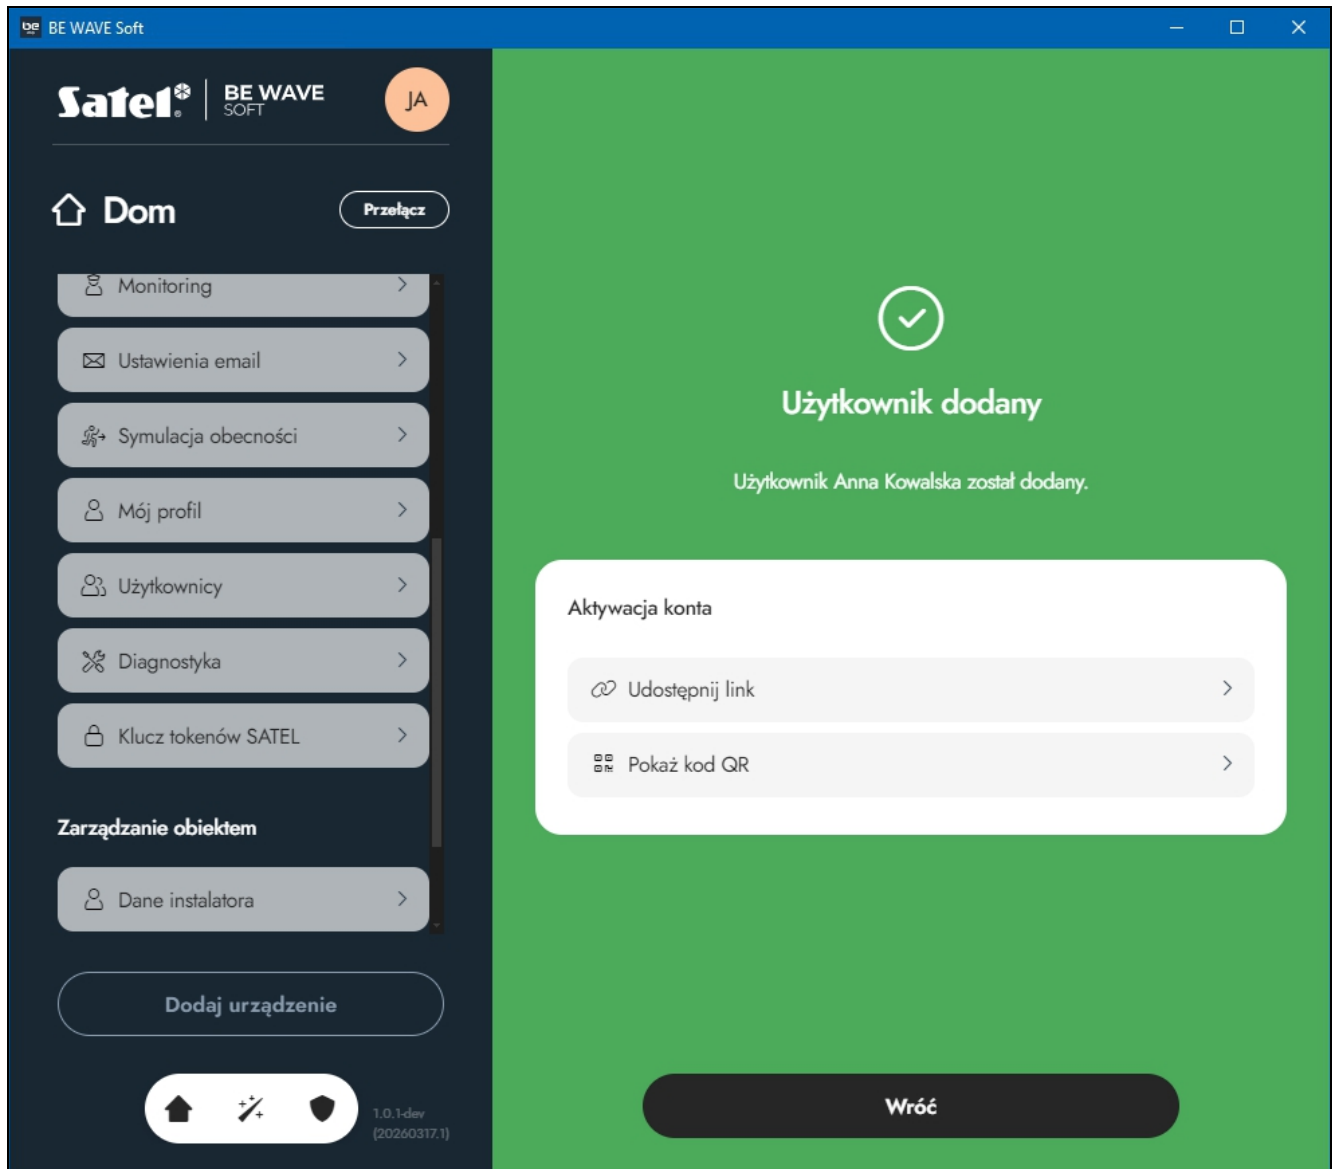 be
BE WAVE Soft
Satel®
BE WAVE
SOFT
JA
Dom
Przełącz
Monitoring
Ustawienia email
Symulacja obecności
Mój profil
Użytkownicy
Diagnostyka
Klucz tokenów SATEL
Zarządzanie obiektem
Dane instalatora
Dodaj urządzenie
1.0.1-dev
(20260317.1)
Użytkownik dodany
Użytkownik Anna Kowalska został dodany.
Aktywacja konta
Udostępnij link
Pokaż kod QR
Wróć